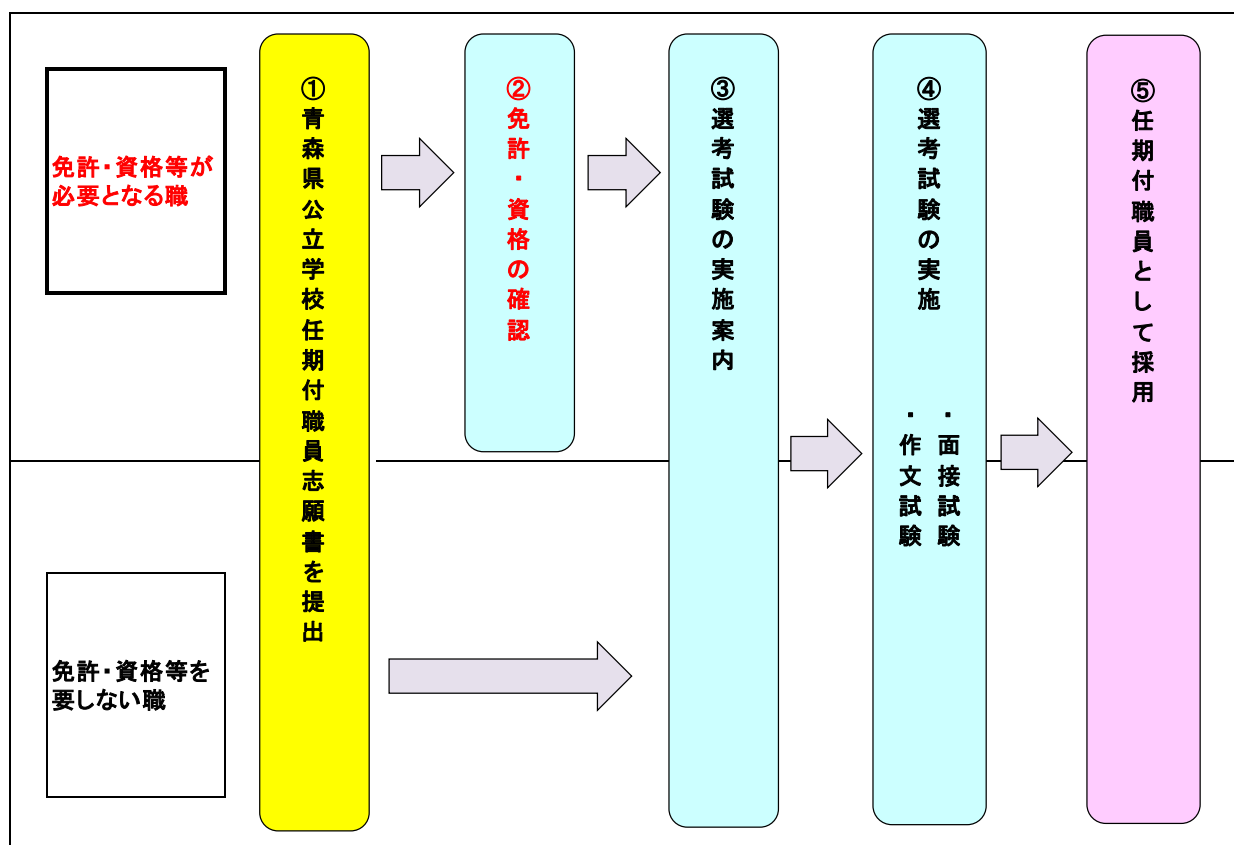 免許・資格等が
必要となる職
免許・資格等を
要しない職
①青森県公立学校任期付職員志願書を提出
②免許・資格の確認
③選考試験の実施案内
④選考試験の実施
・面接試験
・作文試験
⑤任期付職員として採用